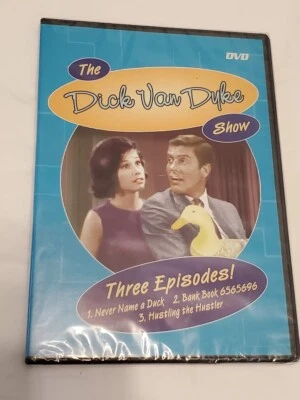 DVD
The
Dick Van Dyke
Show
Three Episodes!
1. Never Name a Duck 2. Bank Book 6565696
3. Hustling the Hustler